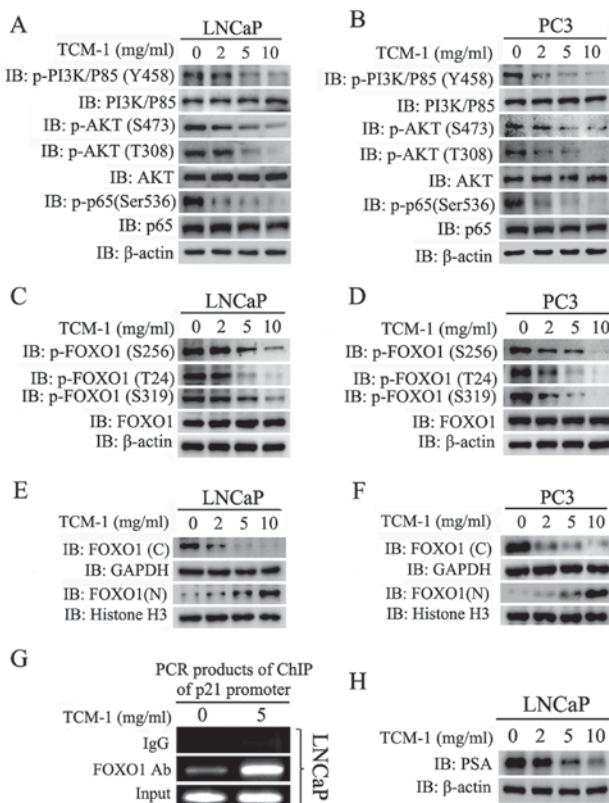 A
LNCaP
TCM-1 (mg/ml) 0 2 5 10
IB: p-PI3K/P85 (Y458)
IB: PI3K/P85
IB: p-AKT (S473)
IB: p-AKT (T308)
IB: AKT
IB: p-p65(Ser536)
IB: p65
IB: β-actin
B
PC3
TCM-1 (mg/ml) 0 2 5 10
IB: p-PI3K/P85 (Y458)
IB: PI3K/P85
IB: p-AKT (S473)
IB: p-AKT (T308)
IB: AKT
IB: p-p65(Ser536)
IB: p65
IB: β-actin
C
LNCaP
TCM-1 (mg/ml) 0 2 5 10
IB: p-FOXO1 (S256)
IB: p-FOXO1 (T24)
IB: p-FOXO1 (S319)
IB: FOXO1
IB: β-actin
D
PC3
TCM-1 (mg/ml) 0 2 5 10
IB: p-FOXO1 (S256)
IB: p-FOXO1 (T24)
IB: p-FOXO1 (S319)
IB: FOXO1
IB: β-actin
E
LNCaP
TCM-1 (mg/ml) 0 2 5 10
IB: FOXO1 (C)
IB: GAPDH
IB: FOXO1(N)
IB: Histone H3
F
PC3
TCM-1 (mg/ml) 0 2 5 10
IB: FOXO1 (C)
IB: GAPDH
IB: FOXO1(N)
IB: Histone H3
G
PCR products of ChIP
of p21 promoter
TCM-1 (mg/ml) 0 5
IgG
FOXO1 Ab
Input
LNCaP
H
LNCaP
TCM-1 (mg/ml) 0 2 5 10
IB: PSA
IB: β-actin